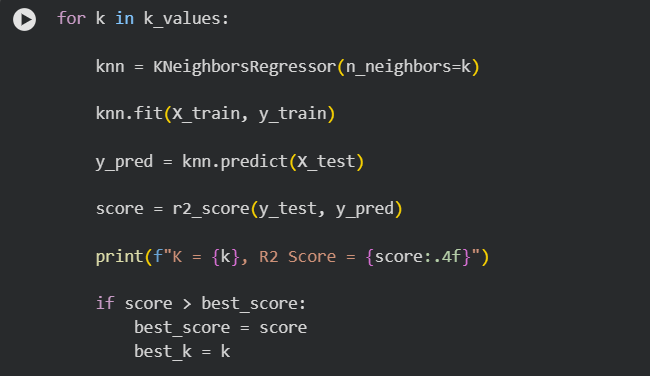 for k in k_values:
    knn = KNeighborsRegressor(n_neighbors=k)
    knn.fit(X_train, y_train)
    y_pred = knn.predict(X_test)
    score = r2_score(y_test, y_pred)
    print(f"K = {k}, R2 Score = {score:.4f}")
    if score > best_score:
        best_score = score
        best_k = k